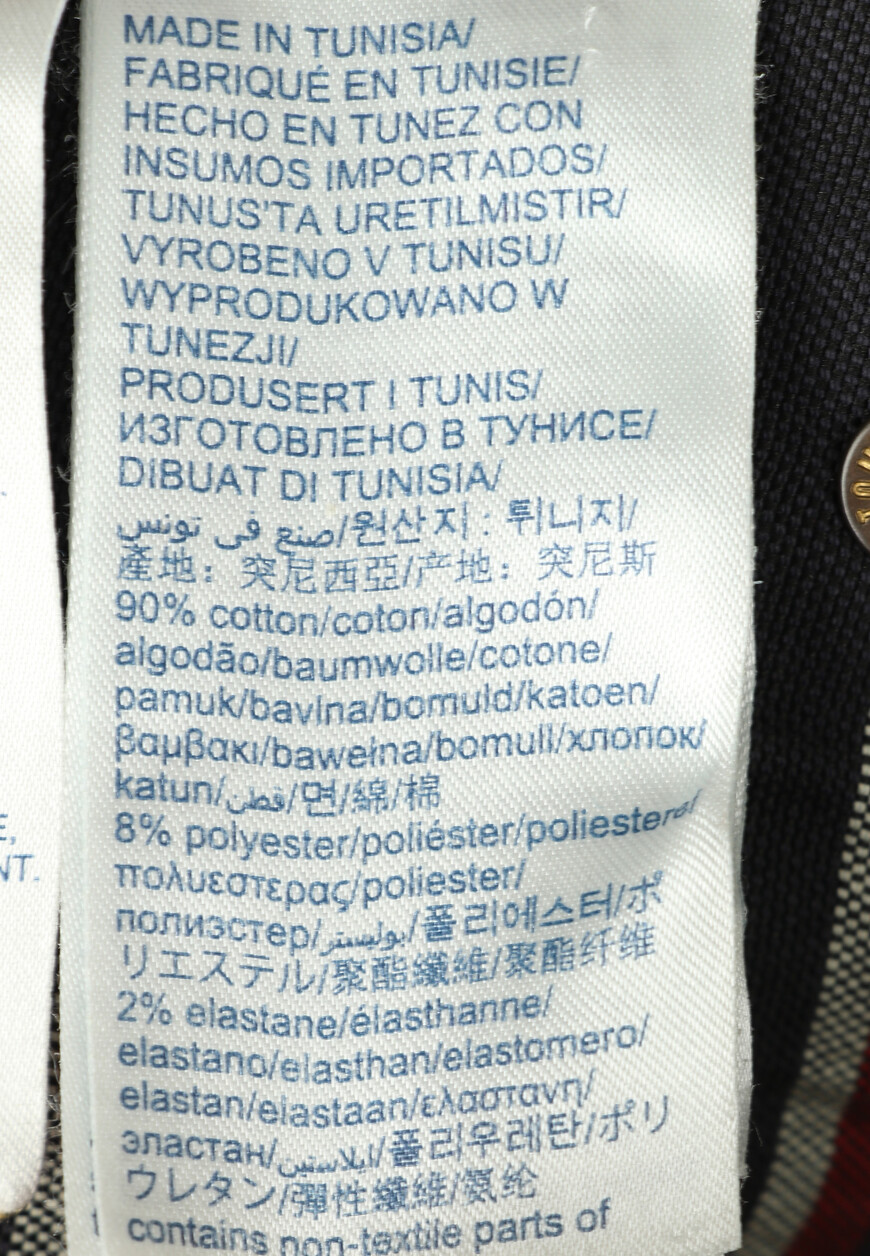 MADE IN TUNISIA/
FABRIQUÉ EN TUNISIE/
HECHO EN TUNEZ CON
INSUMOS IMPORTADOS/
TUNUS'TA URETILMISTIR/
VYROBENO V TUNISU/
WYPRODUKOWANO W
TUNEZJI/
PRODUSERT I TUNIS/
ИЗГОТОВЛЕНО В ТУНИСЕ/
DIBUAT DI TUNISIA/
صنع في تونس/원산지 : 튀니지/
產地：突尼西亞/产地：突尼斯
90% cotton/coton/algodón/
algodão/baumwolle/cotone/
pamuk/bavlna/bomuld/katoen/
βαμβακι/bawełna/bomull/хлопок/
katun/قطن/면/綿/棉
8% polyester/poliéster/poliestere/
πολυεστερας/poliester/
полиэстер/بوليستر/폴리에스터/ポ
リエステル/聚酯纖維/聚酯纤维
2% elastane/élasthanne/
elastano/elasthan/elastomero/
elastan/elastaan/ελαστανη/
эластан/ايلاستين/폴리우레탄/ポリ
ウレタン/彈性纖維/氨纶
contains non-textile parts of
E,
NT.